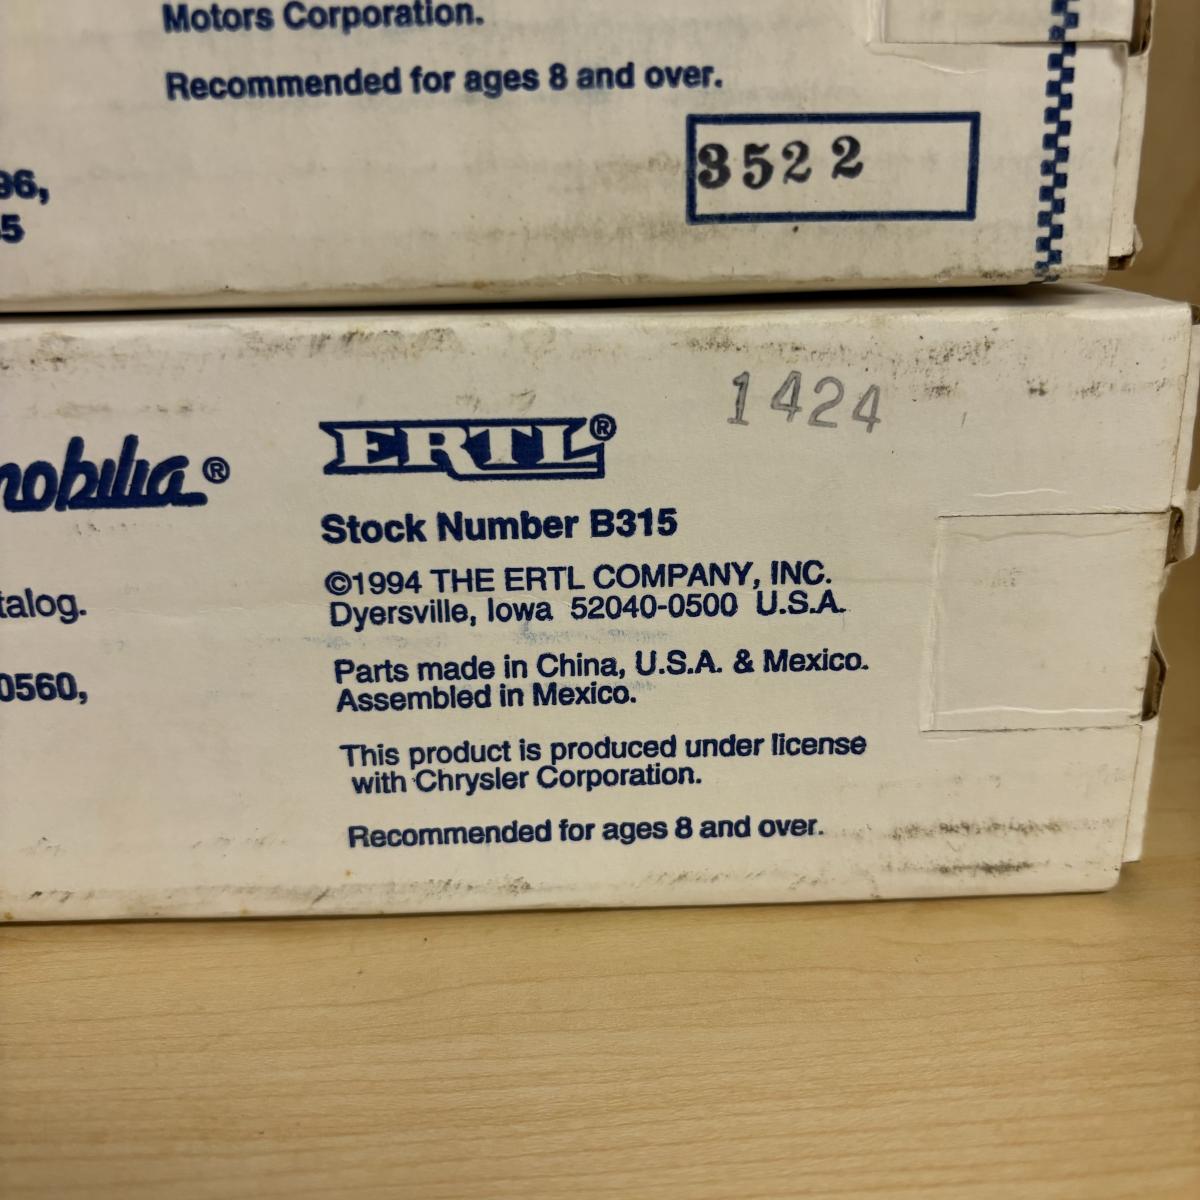 Motors Corporation.
Recommended for ages 8 and over.
96,
5
3522
1424
nobilia®
ERTL®
Stock Number B315
©1994 THE ERTL COMPANY, INC.
Dyersville, Iowa 52040-0500 U.S.A.
talog.
0560,
Parts made in China, U.S.A. & Mexico.
Assembled in Mexico.
This product is produced under license
with Chrysler Corporation.
Recommended for ages 8 and over.